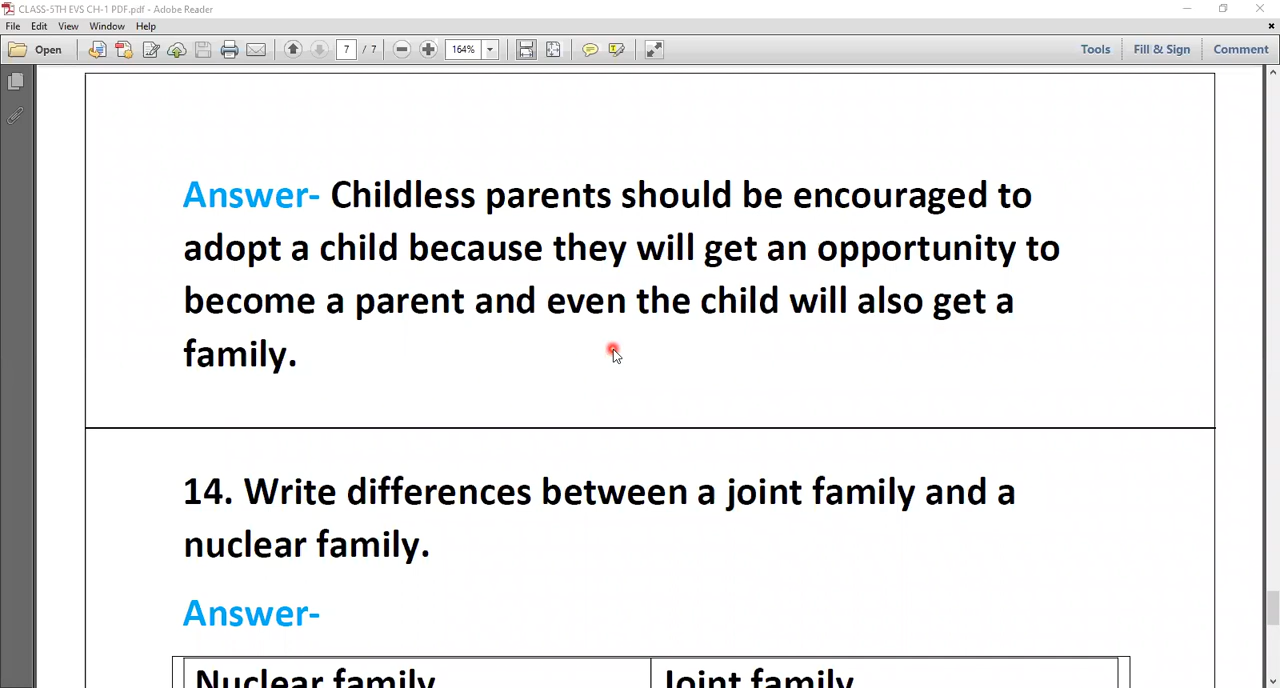 CLASS-5TH EVS CH-1 PDF.pdf - Adobe Reader
File Edit View Window Help
Open 7 / 7 164% Tools Fill & Sign Comment
Answer- Childless parents should be encouraged to
adopt a child because they will get an opportunity to
become a parent and even the child will also get a
family.
14. Write differences between a joint family and a
nuclear family.
Answer-
Nuclear family Joint family